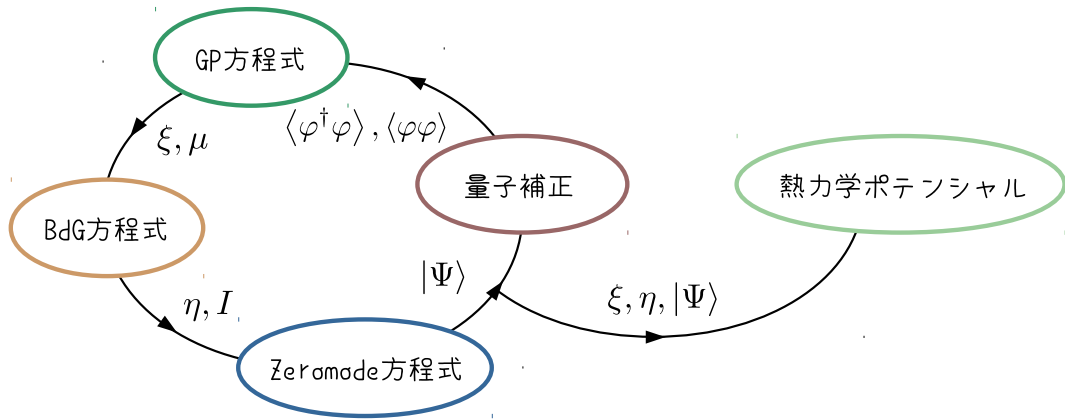 GP方程式
⟨φ†φ⟩, ⟨φφ⟩
ξ, μ
量子補正
熱力学ポテンシャル
BdG方程式
|Ψ⟩
η, I
ξ, η, |Ψ⟩
Zeromode方程式